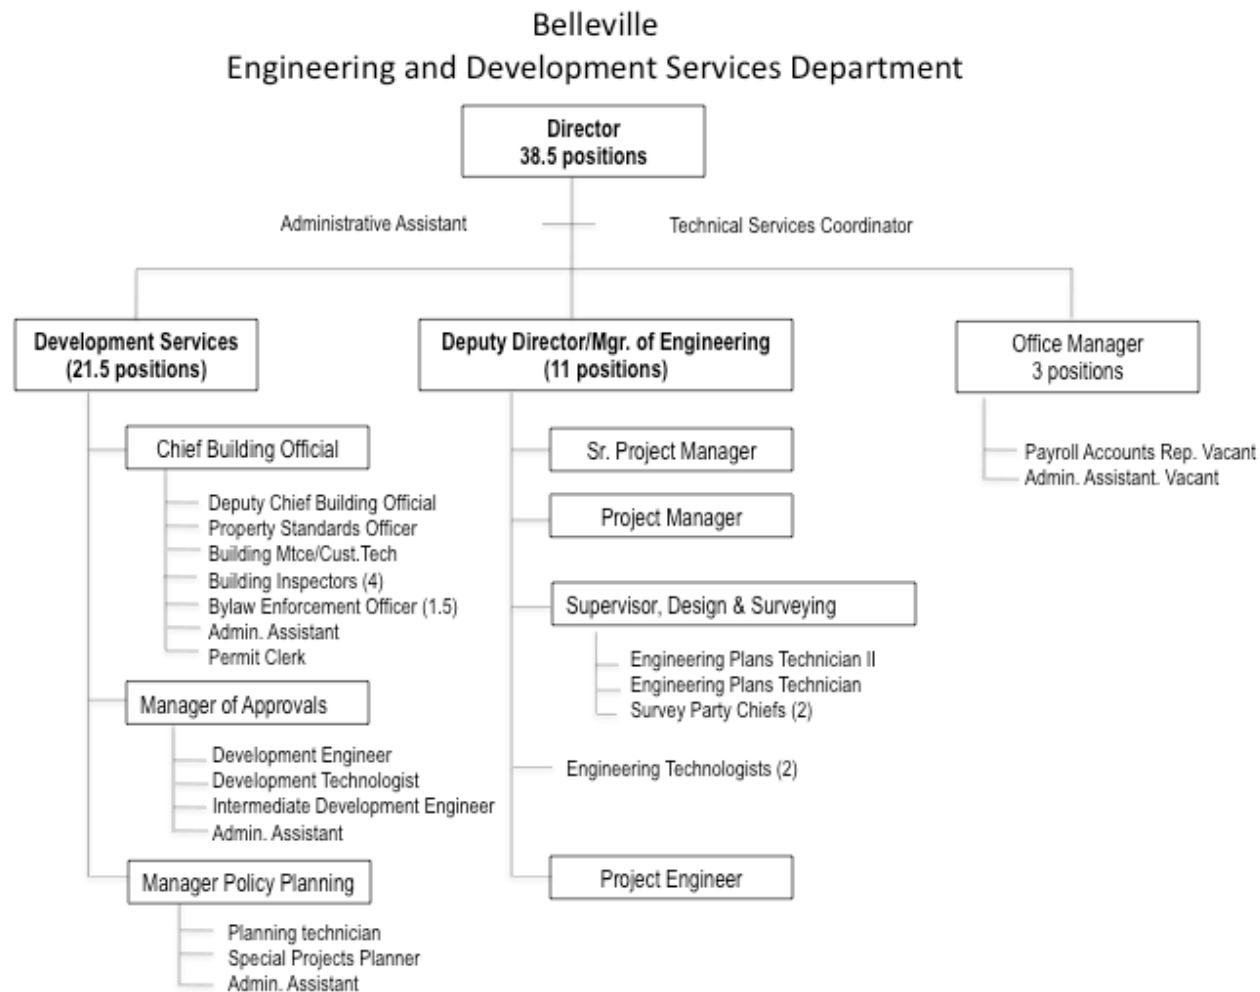 Belleville
Engineering and Development Services Department
Director
38.5 positions
Administrative Assistant
Technical Services Coordinator
Development Services
(21.5 positions)
Chief Building Official
Deputy Chief Building Official
Property Standards Officer
Building Mtce/Cust.Tech
Building Inspectors (4)
Bylaw Enforcement Officer (1.5)
Admin. Assistant
Permit Clerk
Manager of Approvals
Development Engineer
Development Technologist
Intermediate Development Engineer
Admin. Assistant
Manager Policy Planning
Planning technician
Special Projects Planner
Admin. Assistant
Deputy Director/Mgr. of Engineering
(11 positions)
Sr. Project Manager
Project Manager
Supervisor, Design & Surveying
Engineering Plans Technician II
Engineering Plans Technician
Survey Party Chiefs (2)
Engineering Technologists (2)
Project Engineer
Office Manager
3 positions
Payroll Accounts Rep. Vacant
Admin. Assistant. Vacant